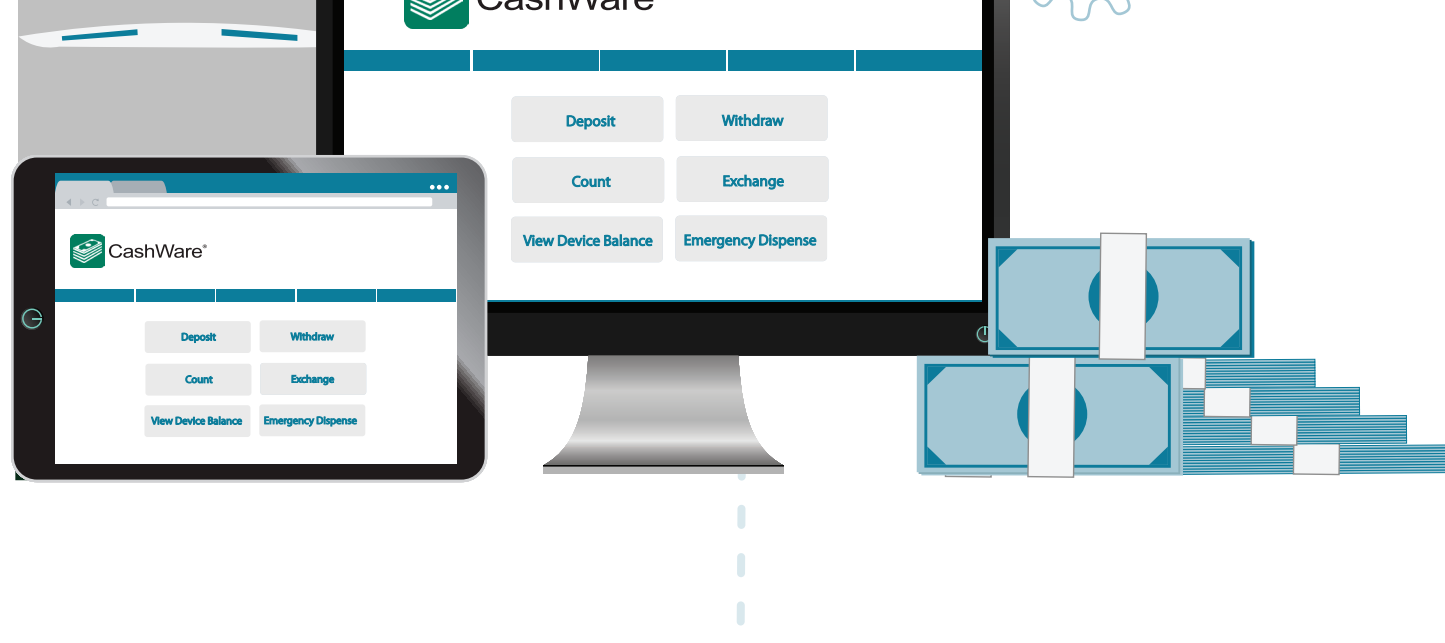 CashWare
Deposit Withdraw
Count Exchange
View Device Balance Emergency Dispense
CashWare®
Deposit Withdraw
Count Exchange
View Device Balance Emergency Dispense